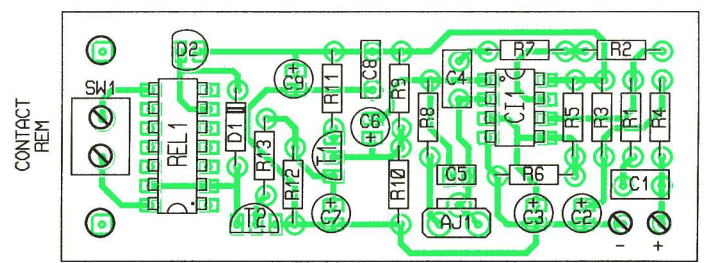 D2
R7
R2
SW1
C9
R11
C8
R9
C4
CI1
CONTACT
REM
REL1
D1
R13
C6
R8
R5
R3
R1
R4
T1
R12
R10
C5
R6
C1
T2
C7
AJ1
C3
C2
+
+
+
+
+
- +